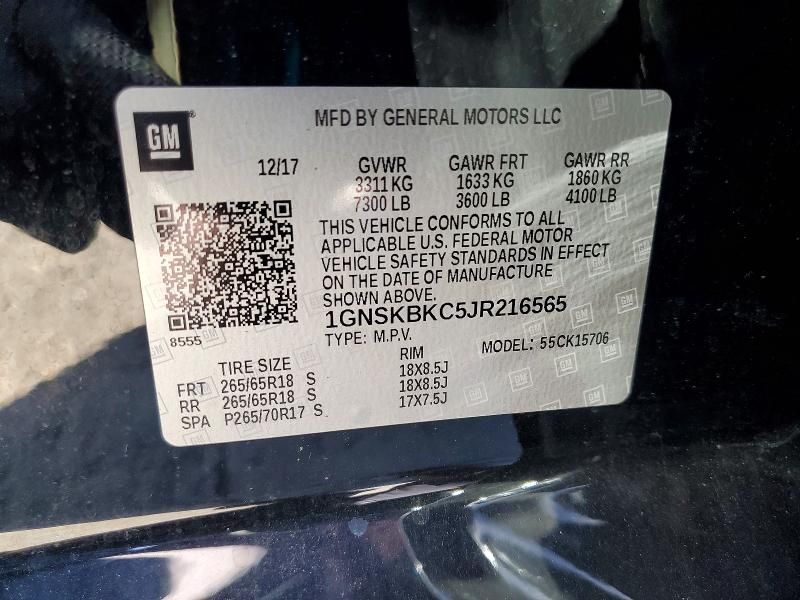 GM
MFD BY GENERAL MOTORS LLC
12/17 GVWR GAWR FRT GAWR RR
3311 KG 1633 KG 1860 KG
7300 LB 3600 LB 4100 LB
THIS VEHICLE CONFORMS TO ALL
APPLICABLE U.S. FEDERAL MOTOR
VEHICLE SAFETY STANDARDS IN EFFECT
ON THE DATE OF MANUFACTURE
SHOWN ABOVE.
1GNSKBKC5JR216565
8555
TYPE: M.P.V. MODEL: 55CK15706
TIRE SIZE RIM
FRT 265/65R18 S 18X8.5J
RR 265/65R18 S 18X8.5J
SPA P265/70R17 S 17X7.5J